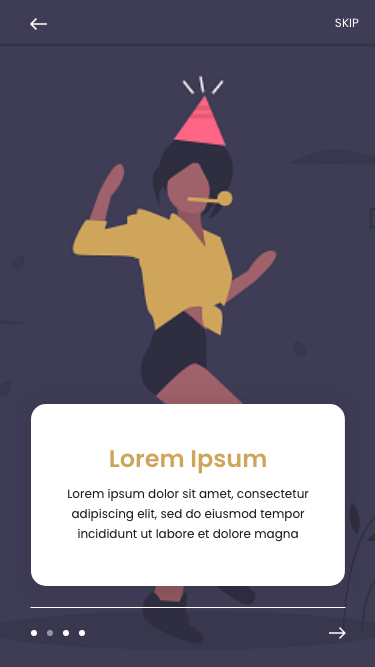 SKIP
Lorem Ipsum
Lorem ipsum dolor sit amet, consectetur
adipiscing elit, sed do eiusmod tempor
incididunt ut labore et dolore magna